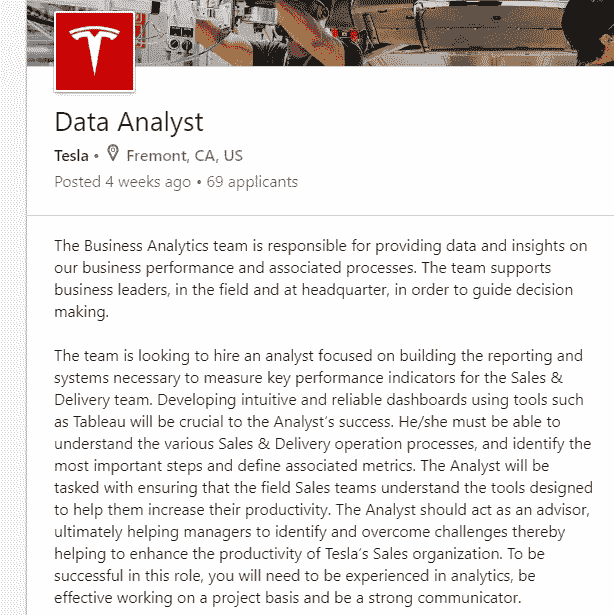 Data Analyst
Tesla • Fremont, CA, US
Posted 4 weeks ago • 69 applicants
The Business Analytics team is responsible for providing data and insights on
our business performance and associated processes. The team supports
business leaders, in the field and at headquarter, in order to guide decision
making.
The team is looking to hire an analyst focused on building the reporting and
systems necessary to measure key performance indicators for the Sales &
Delivery team. Developing intuitive and reliable dashboards using tools such
as Tableau will be crucial to the Analyst's success. He/she must be able to
understand the various Sales & Delivery operation processes, and identify the
most important steps and define associated metrics. The Analyst will be
tasked with ensuring that the field Sales teams understand the tools designed
to help them increase their productivity. The Analyst should act as an advisor,
ultimately helping managers to identify and overcome challenges thereby
helping to enhance the productivity of Tesla's Sales organization. To be
successful in this role, you will need to be experienced in analytics, be
effective working on a project basis and be a strong communicator.